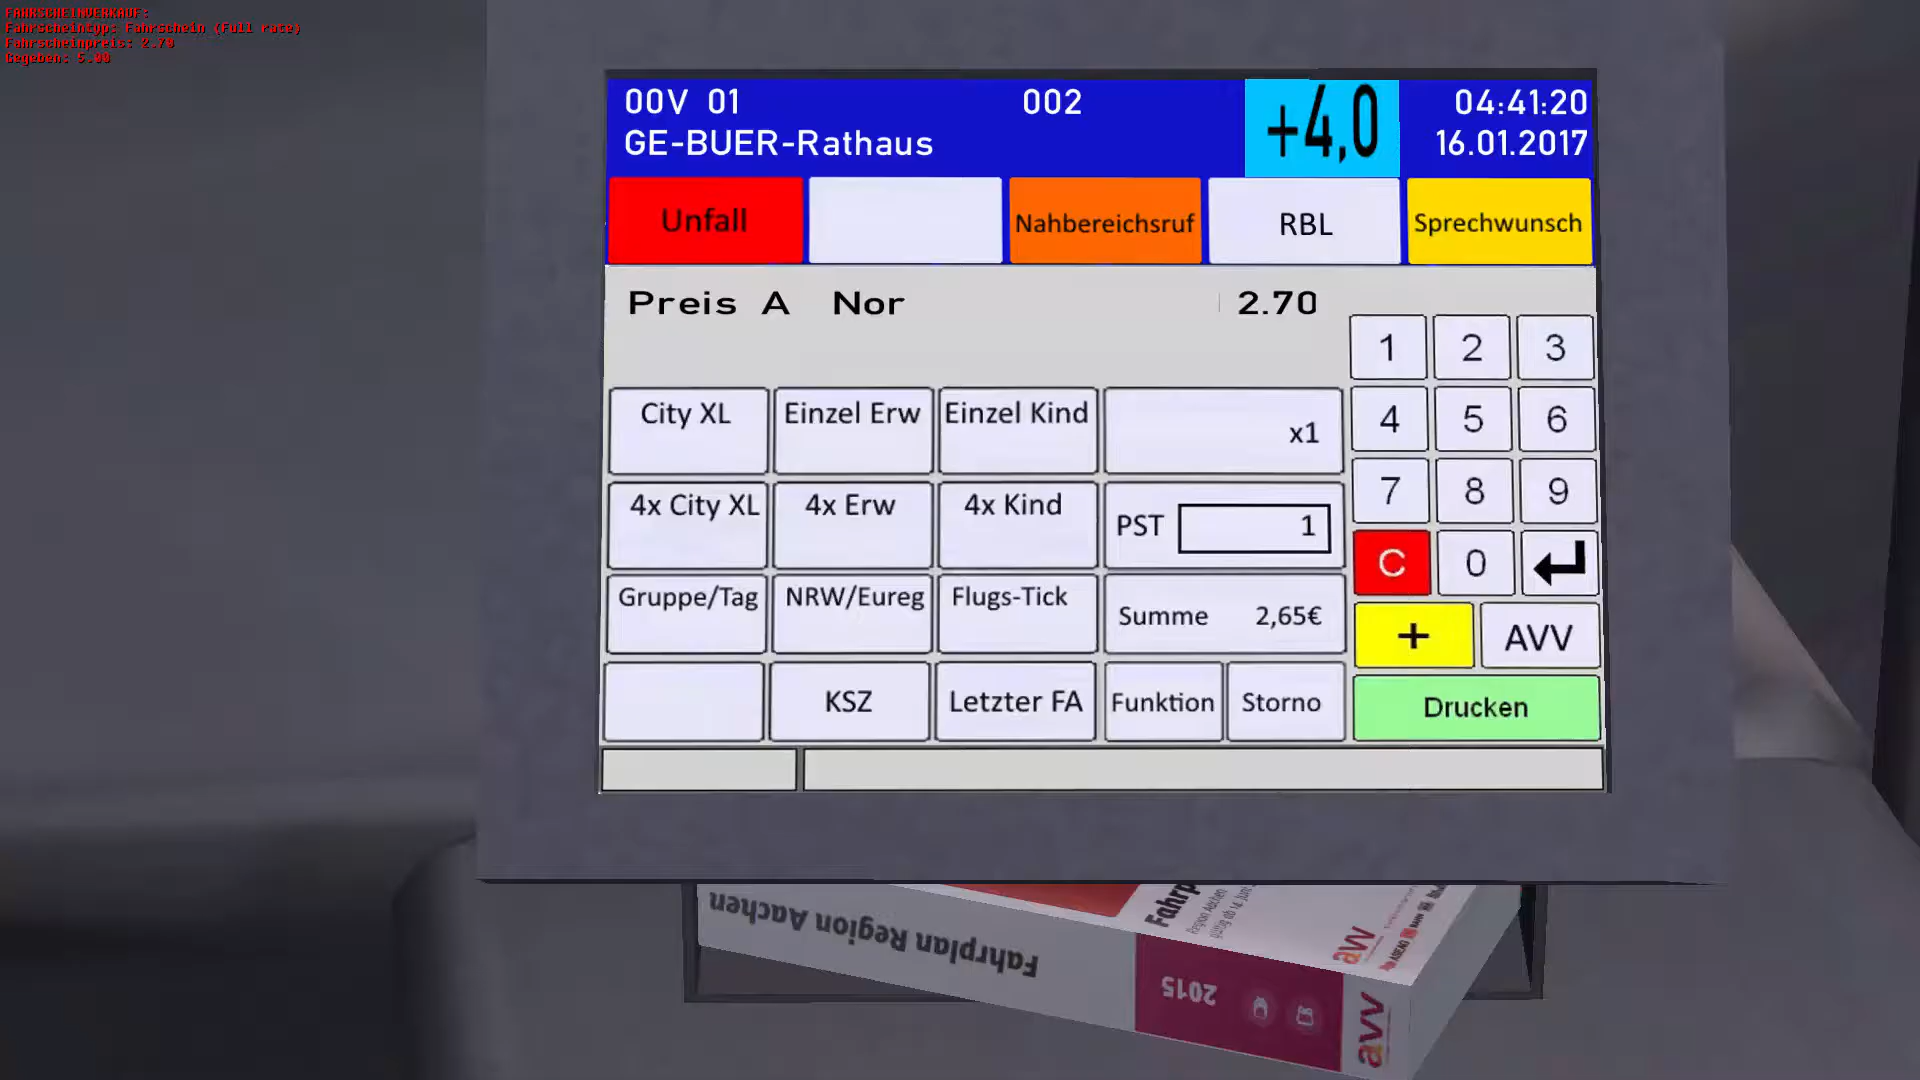 FAHRSCHEINVERKAUF:
Fahrscheintyp: Fahrschein (Full rate)
Fahrscheinpreis: 2.70
Gegeben: 5.00
00V 01 002 +4,0 04:41:20
GE-BUER-Rathaus 16.01.2017
Unfall Nahbereichsruf RBL Sprechwunsch
Preis A Nor 2.70
1 2 3
City XL Einzel Erw Einzel Kind x1 4 5 6
4x City XL 4x Erw 4x Kind PST 1 7 8 9
C 0
Gruppe/Tag NRW/Eureg Flugs-Tick Summe 2,65€ + AVV
KSZ Letzter FA Funktion Storno Drucken
Fahrp
Region Aachen
Fahrplan Region Aachen
2015
avv
avv
ASEAG